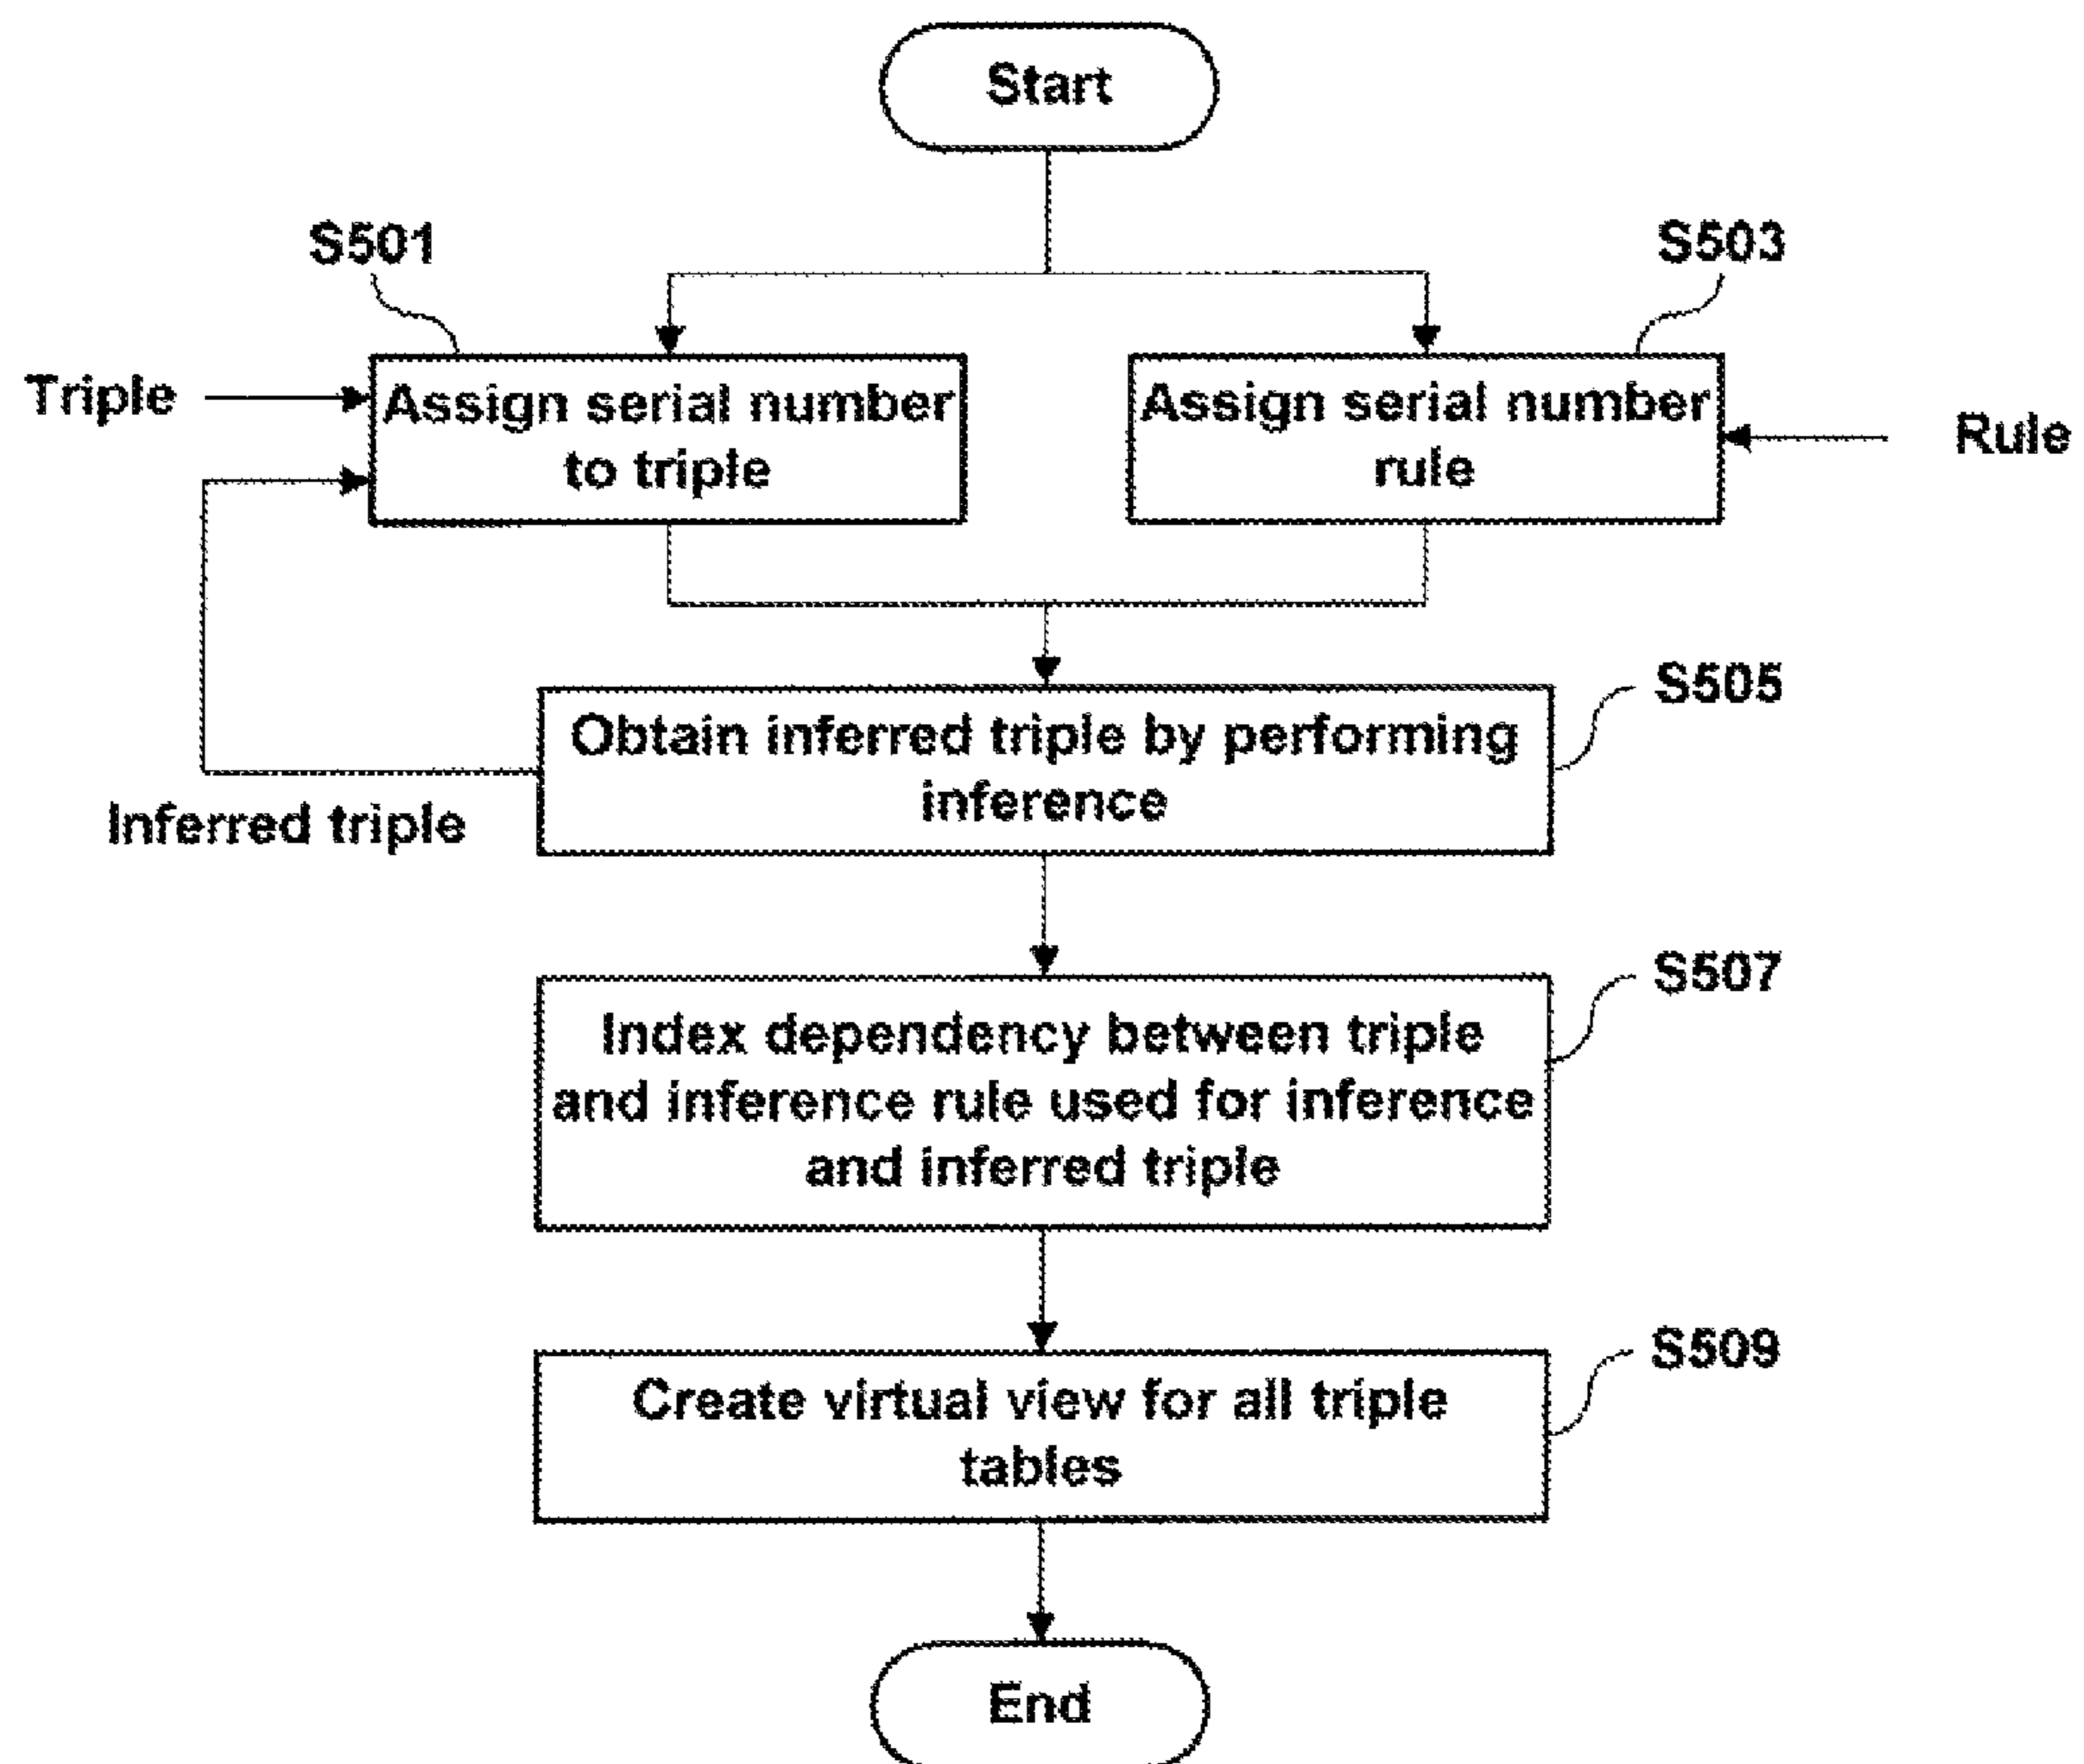 Start
S501
S503
Triple
Assign serial number
to triple
Assign serial number
rule
Rule
S505
Obtain inferred triple by performing
inference
Inferred triple
S507
Index dependency between triple
and inference rule used for inference
and inferred triple
S509
Create virtual view for all triple
tables
End